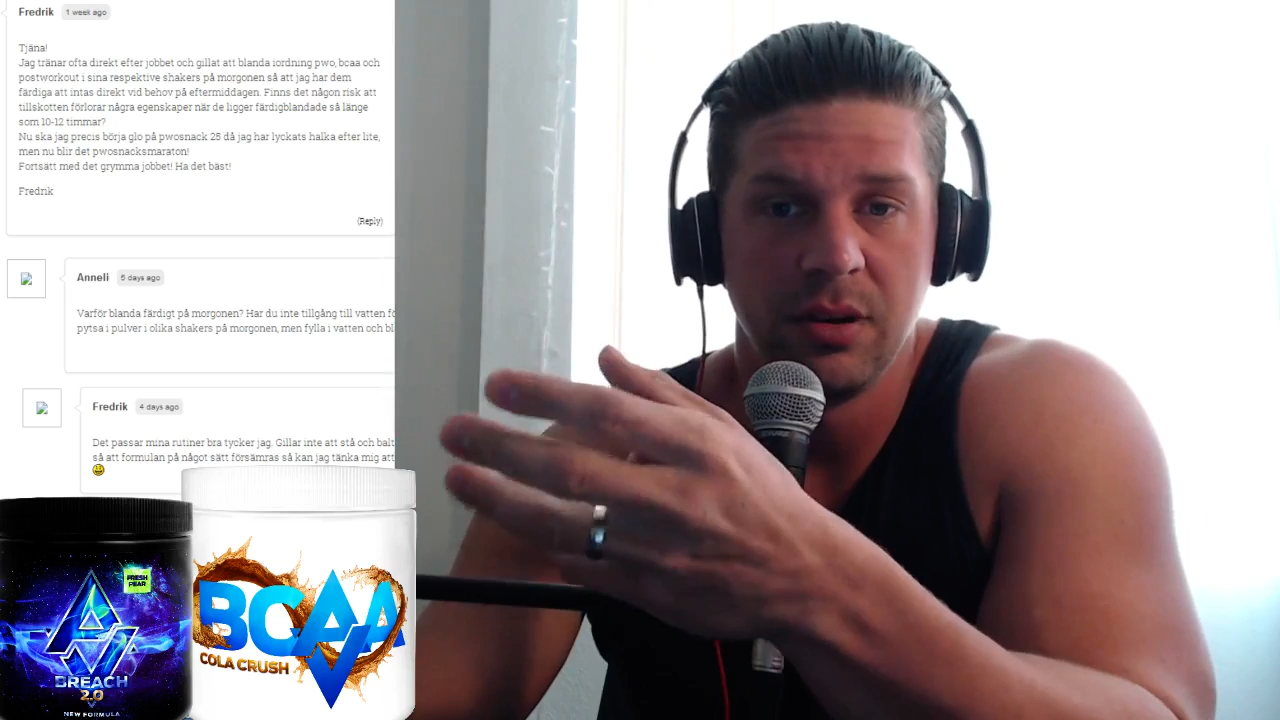 Fredrik 1 week ago
Tjäna!
Jag tränar ofta direkt efter jobbet och gillat att blanda iordning pwo, bcaa och
postworkout i sina respektive shakers på morgonen så att jag har dem
färdiga att intas direkt vid behov på eftermiddagen. Finns det någon risk att
tillskotten förlorar några egenskaper när de ligger färdigblandade så länge
som 10-12 timmar?
Nu ska jag precis börja glo på pwosnack 25 då jag har lyckats halka efter lite,
men nu blir det pwosnacksmaraton!
Fortsätt med det grymma jobbet! Ha det bäst!
Fredrik
(Reply)
Anneli 5 days ago
Varför blanda färdigt på morgonen? Har du inte tillgång till vatten
pytsa i pulver i olika shakers på morgonen, men fylla i vatten och
Fredrik 4 days ago
Det passar mina rutiner bra tycker jag. Gillar inte att stå och
så att formulan på något sätt försämras så kan jag tänka mig att
FRESH
PEAR
BREACH
2.0
NEW FORMULA
BCAA
COLA CRUSH